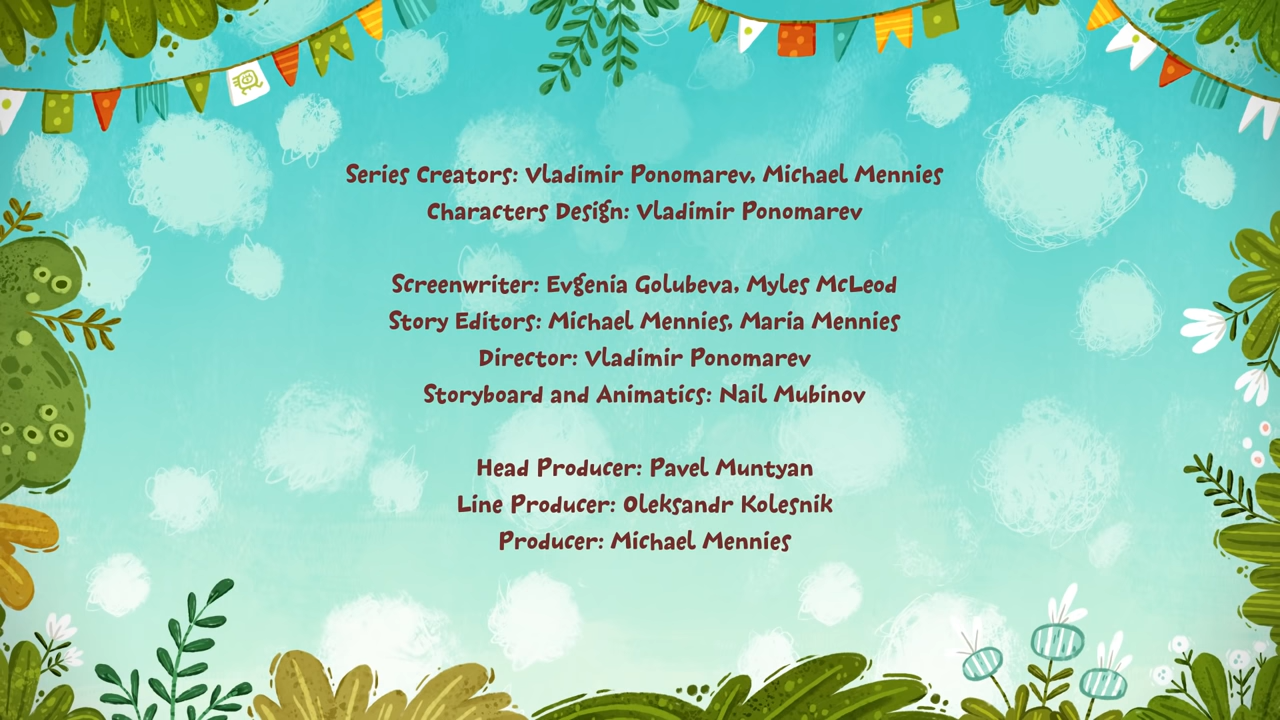 Series Creators: Vladimir Ponomarev, Michael Mennies
Characters Design: Vladimir Ponomarev
Screenwriter: Evgenia Golubeva, Myles McLeod
Story Editors: Michael Mennies, Maria Mennies
Director: Vladimir Ponomarev
Storyboard and Animatics: Nail Mubinov
Head Producer: Pavel Muntyan
Line Producer: Oleksandr Kolesnik
Producer: Michael Mennies